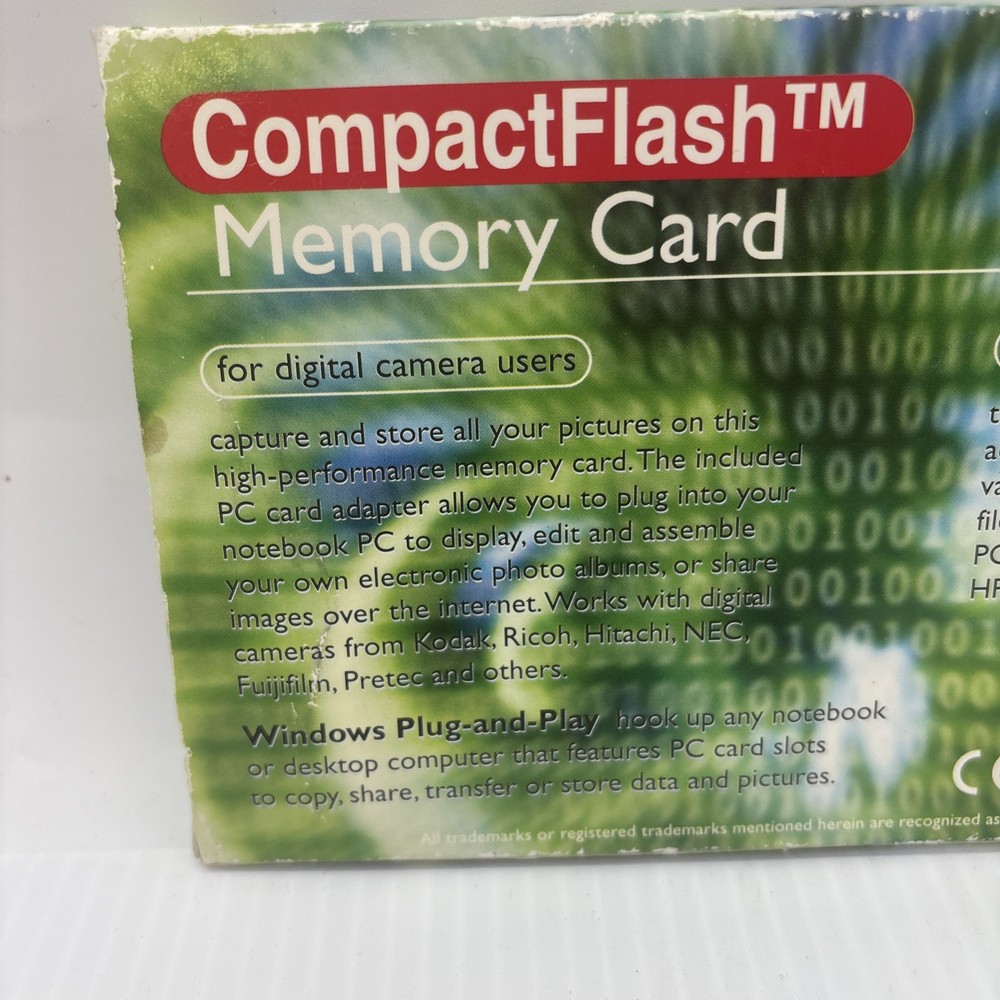 CompactFlash™
Memory Card
for digital camera users
capture and store all your pictures on this
high-performance memory card. The included
PC card adapter allows you to plug into your
notebook PC to display, edit and assemble
your own electronic photo albums, or share
images over the internet. Works with digital
cameras from Kodak, Ricoh, Hitachi, NEC,
Fuijifilm, Pretec and others.
Windows Plug-and-Play hook up any notebook
or desktop computer that features PC card slots
to copy, share, transfer or store data and pictures.
All trademarks or registered trademarks mentioned herein are recognized as